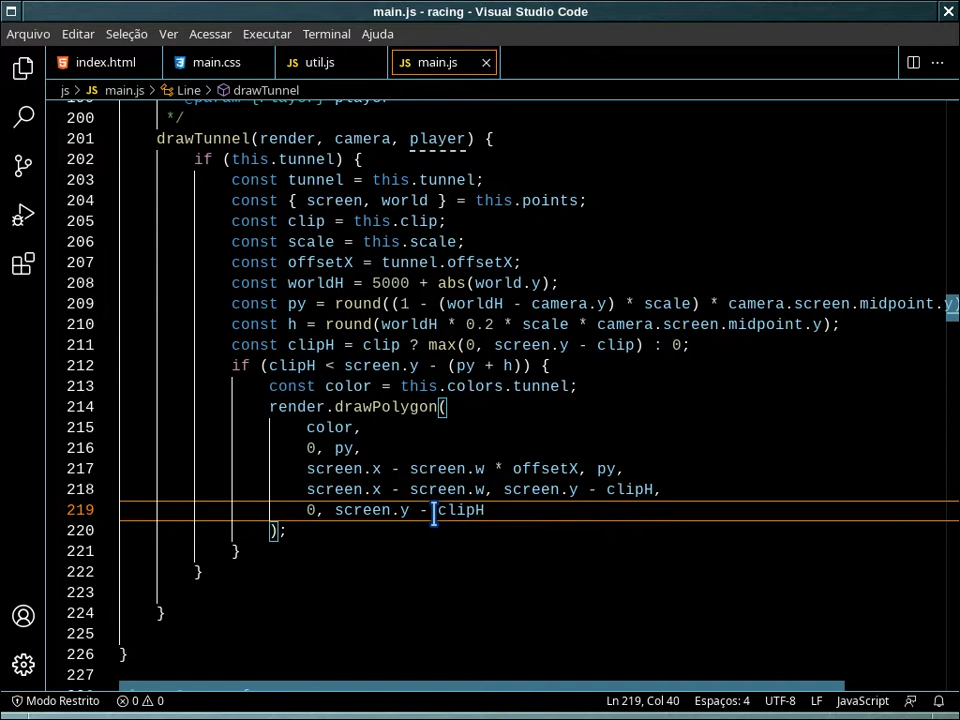 main.js - racing - Visual Studio Code
Arquivo Editar Seleção Ver Acessar Executar Terminal Ajuda
index.html main.css JS util.js JS main.js
js > JS main.js > Line > drawTunnel
200 */
201 drawTunnel(render, camera, player) {
202 if (this.tunnel) {
203 const tunnel = this.tunnel;
204 const { screen, world } = this.points;
205 const clip = this.clip;
206 const scale = this.scale;
207 const offsetX = tunnel.offsetX;
208 const worldH = 5000 + abs(world.y);
209 const py = round((1 - (worldH - camera.y) * scale) * camera.screen.midpoint.y)
210 const h = round(worldH * 0.2 * scale * camera.screen.midpoint.y);
211 const clipH = clip ? max(0, screen.y - clip) : 0;
212 if (clipH < screen.y - (py + h)) {
213 const color = this.colors.tunnel;
214 render.drawPolygon(
215 color,
216 0, py,
217 screen.x - screen.w * offsetX, py,
218 screen.x - screen.w, screen.y - clipH,
219 0, screen.y - clipH
220 );
221 }
222 }
223
224 }
225
226 }
227
Modo Restrito 0 0 Ln 219, Col 40 Espaços: 4 UTF-8 LF JavaScript